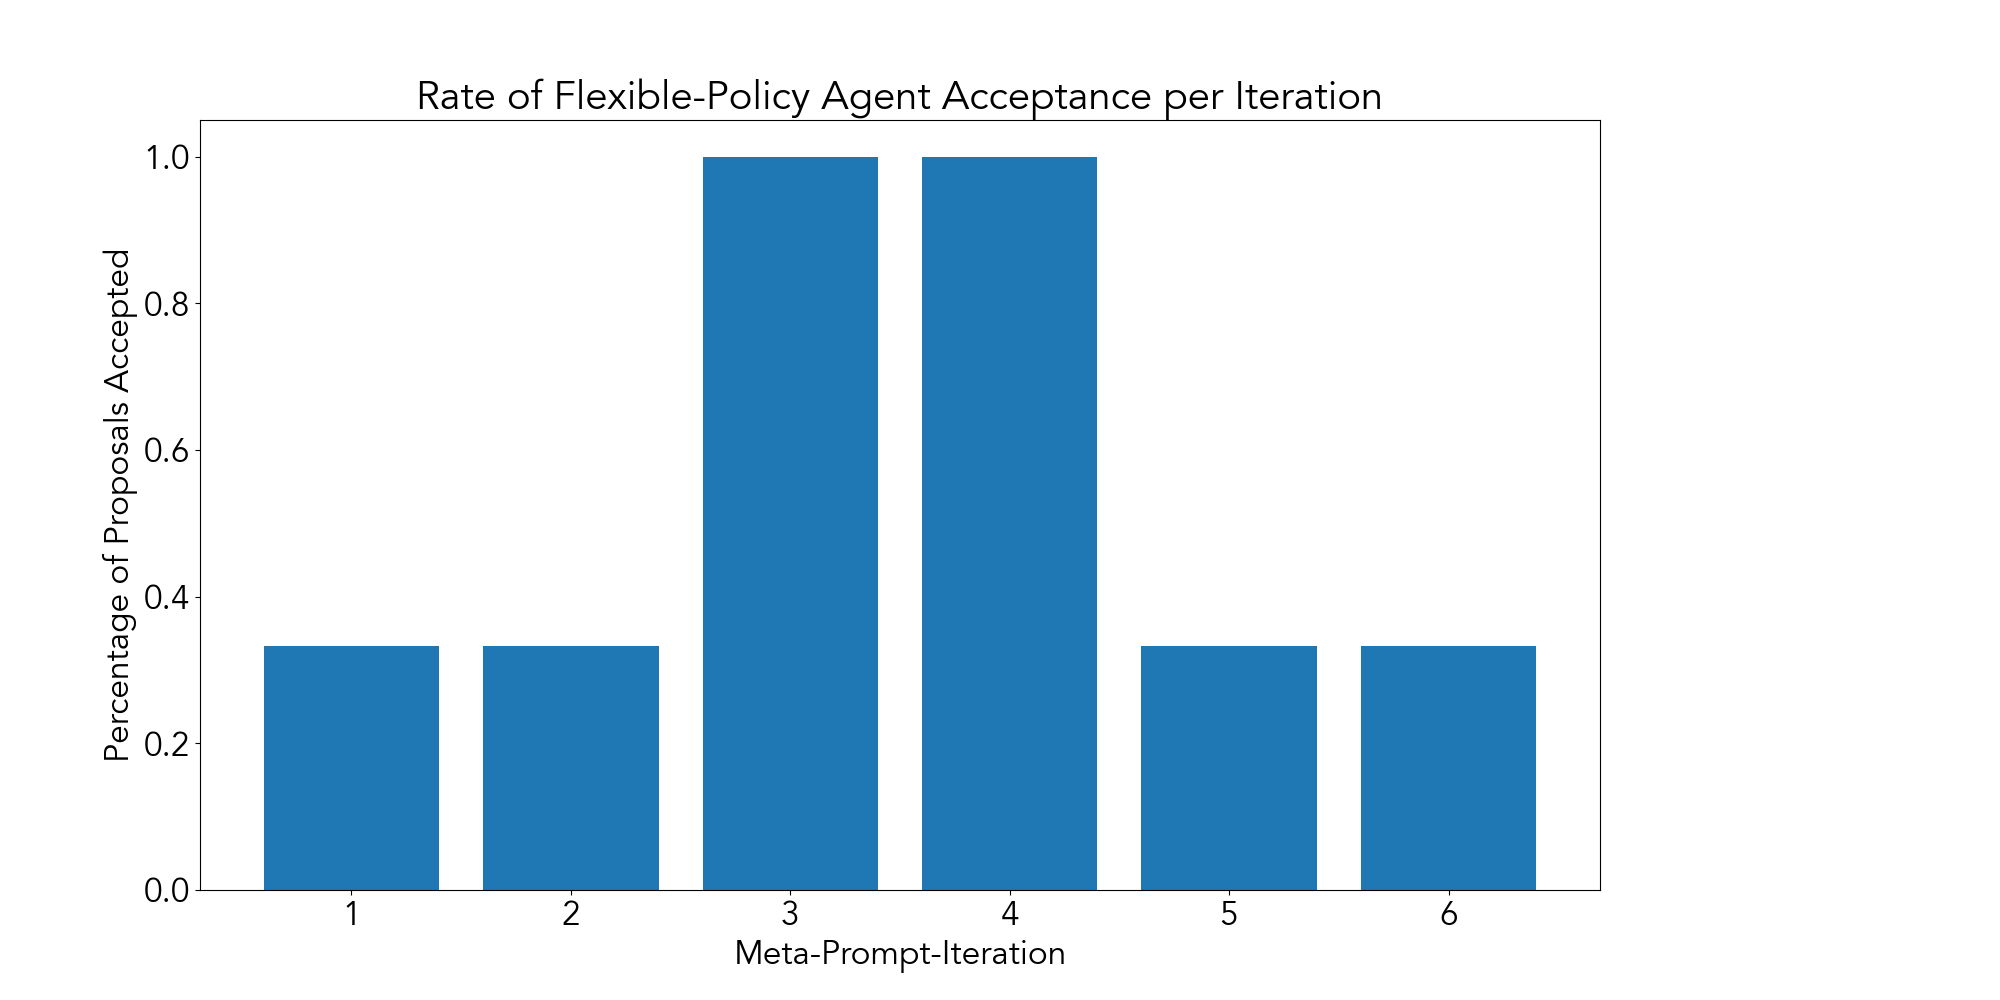 Rate of Flexible-Policy Agent Acceptance per Iteration
Percentage of Proposals Accepted
1.0
0.8
0.6
0.4
0.2
0.0
1 2 3 4 5 6
Meta-Prompt-Iteration